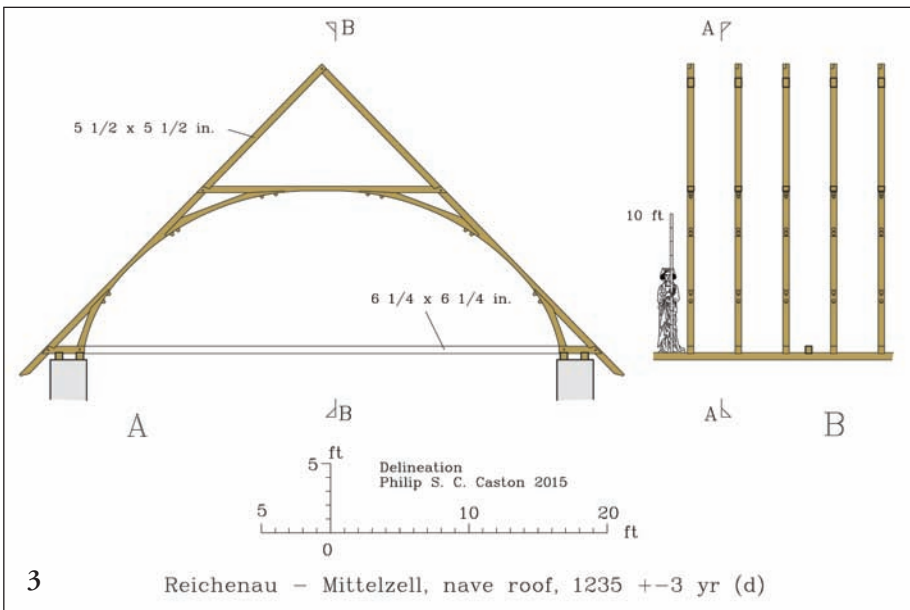 B
A
5 1/2 x 5 1/2 in.
10 ft
6 1/4 x 6 1/4 in.
A
B
A
B
5
ft
Delineation
Philip S. C. Caston 2015
5
10
20
ft
0
3
Reichenau - Mittelzell, nave roof, 1235 +-3 yr (d)